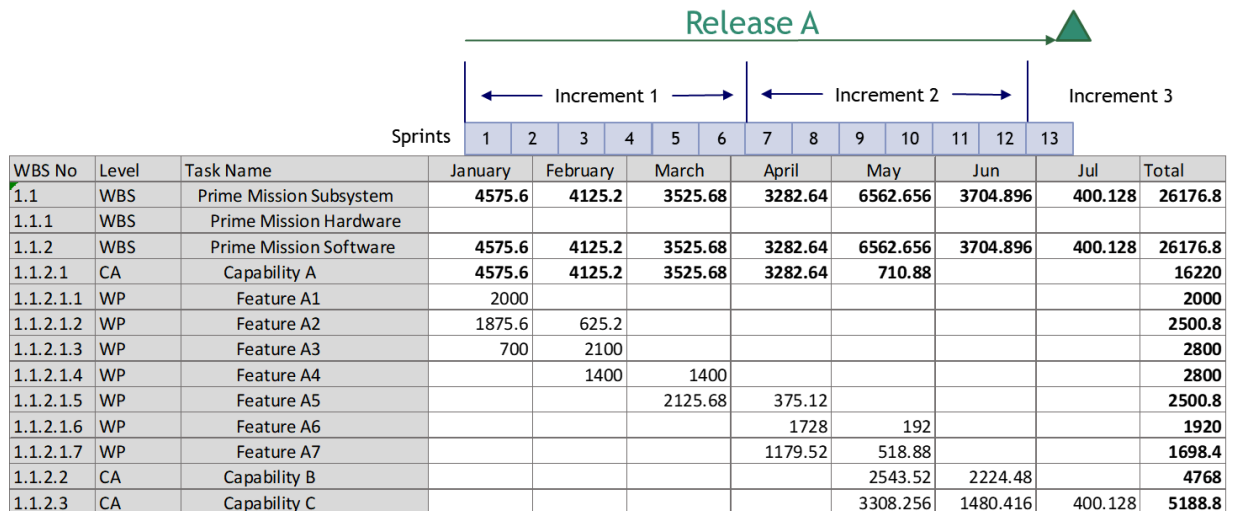 Release A
Increment 1 Increment 2 Increment 3
Sprints 1 2 3 4 5 6 7 8 9 10 11 12 13
WBS No Level Task Name January February March April May Jun Jul Total
1.1 WBS Prime Mission Subsystem 4575.6 4125.2 3525.68 3282.64 6562.656 3704.896 400.128 26176.8
1.1.1 WBS Prime Mission Hardware
1.1.2 WBS Prime Mission Software 4575.6 4125.2 3525.68 3282.64 6562.656 3704.896 400.128 26176.8
1.1.2.1 CA Capability A 4575.6 4125.2 3525.68 3282.64 710.88 16220
1.1.2.1.1 WP Feature A1 2000 2000
1.1.2.1.2 WP Feature A2 1875.6 625.2 2500.8
1.1.2.1.3 WP Feature A3 700 2100 2800
1.1.2.1.4 WP Feature A4 1400 1400 2800
1.1.2.1.5 WP Feature A5 2125.68 375.12 2500.8
1.1.2.1.6 WP Feature A6 1728 192 1920
1.1.2.1.7 WP Feature A7 1179.52 518.88 1698.4
1.1.2.2 CA Capability B 2543.52 2224.48 4768
1.1.2.3 CA Capability C 3308.256 1480.416 400.128 5188.8